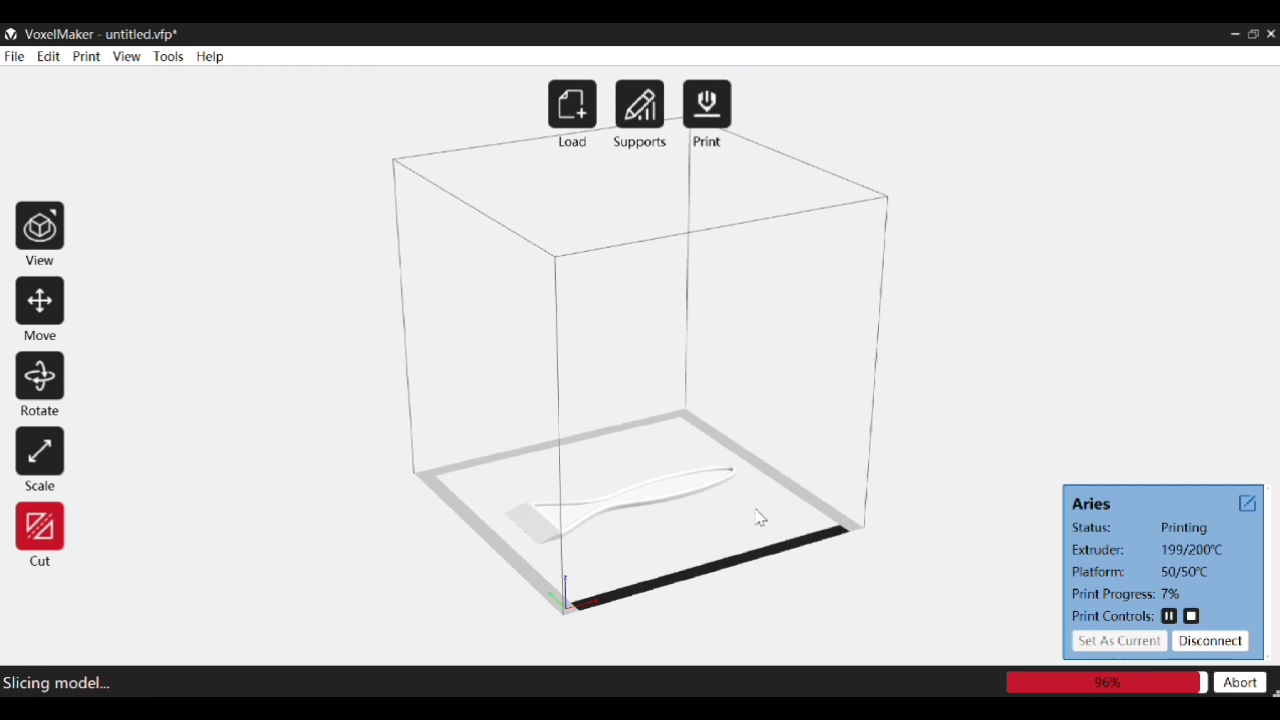 VoxelMaker - untitled.vfp*
File Edit Print View Tools Help
Load Supports Print
View
Move
Rotate
Scale
Cut
z
Aries
Status: Printing
Extruder: 199/200°C
Platform: 50/50°C
Print Progress: 7%
Print Controls:
Set As Current Disconnect
Slicing model... 96% Abort